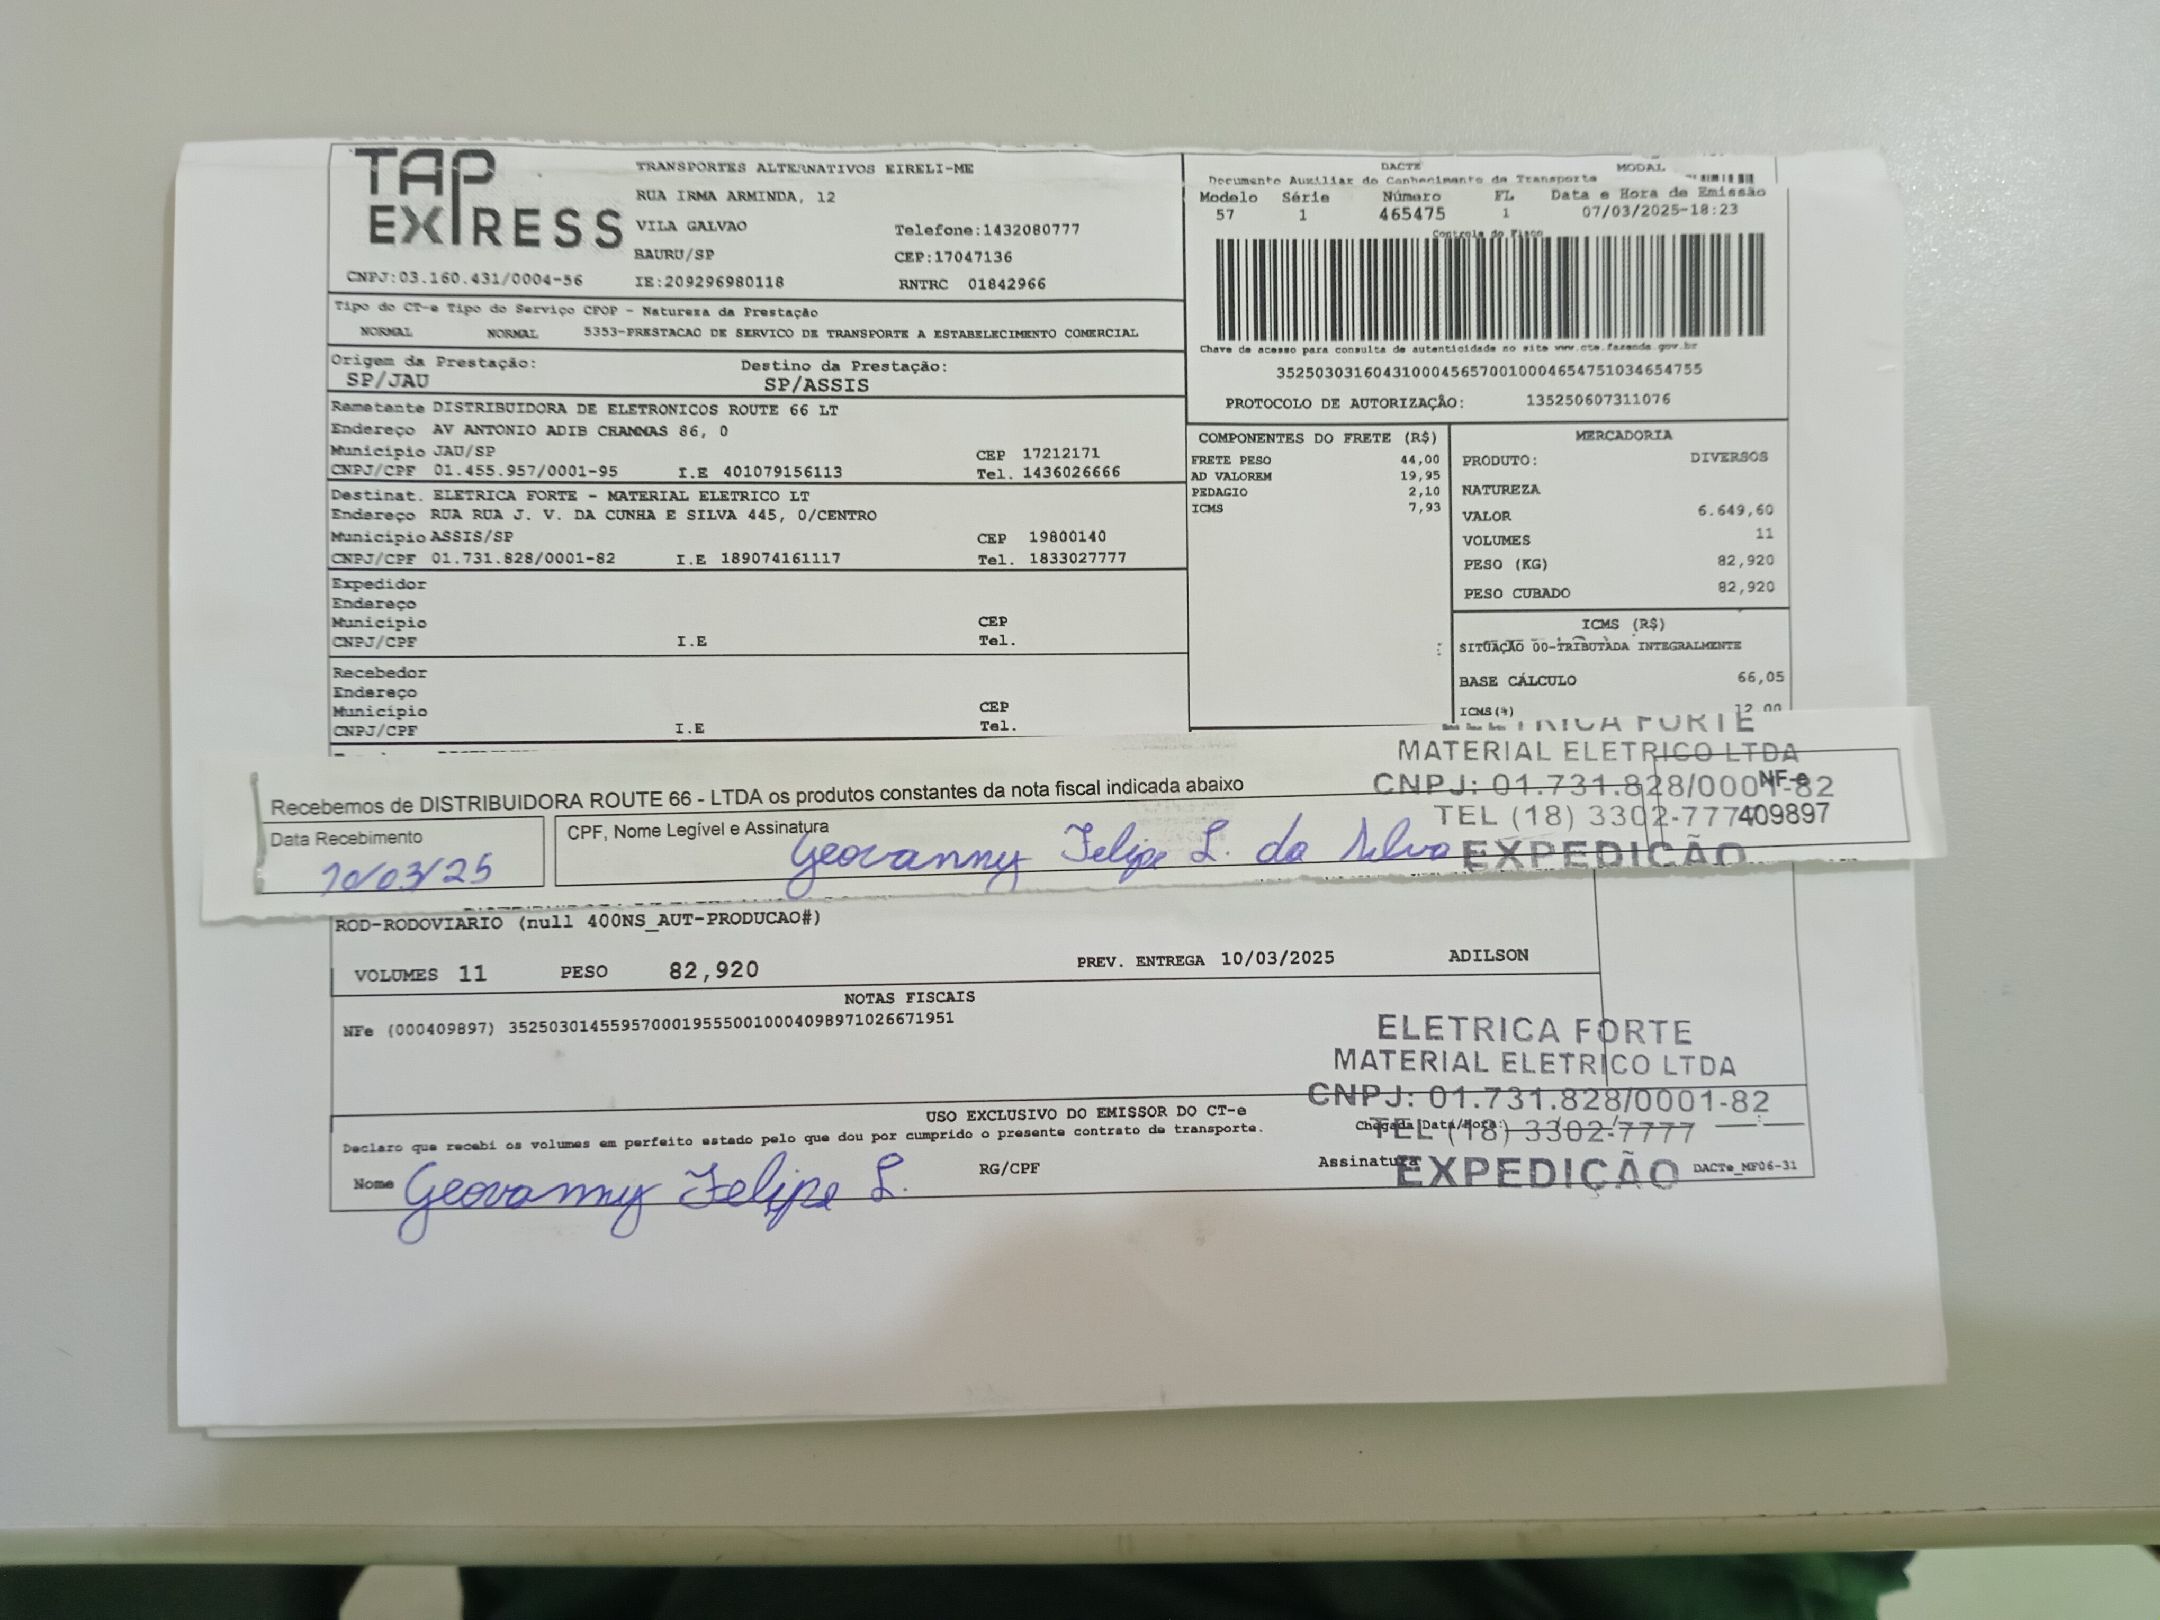 TAP EXPRESS
TRANSPORTES ALTERNATIVOS EIRELI-ME
RUA IRMA ARMINDA, 12
VILA GALVAO Telefone:1432080777
BAURU/SP CEP:17047136
CNPJ:03.160.431/0004-56 IE:209296980118 RNTRC 01842966
DACTE MODAL
Documento Auxiliar do Conhecimento de Transporte
Modelo Série Número FL Data e Hora de Emissão
57 1 465475 1 07/03/2025-18:23
Controle do Fisco
Chave de acesso para consulta de autenticidade no site www.cte.fazenda.gov.br
35250303160431000456570010004654751034654755
PROTOCOLO DE AUTORIZAÇÃO: 135250607311076
Tipo do CT-e Tipo do Serviço CFOP - Natureza da Prestação
NORMAL NORMAL 5353-PRESTACAO DE SERVICO DE TRANSPORTE A ESTABELECIMENTO COMERCIAL
Origem da Prestação: Destino da Prestação:
SP/JAU SP/ASSIS
Remetente DISTRIBUIDORA DE ELETRONICOS ROUTE 66 LT
Endereço AV ANTONIO ADIB CHAMMAS 86, 0
Município JAU/SP CEP 17212171
CNPJ/CPF 01.455.957/0001-95 I.E 401079156113 Tel. 1436026666
Destinat. ELETRICA FORTE - MATERIAL ELETRICO LT
Endereço RUA RUA J. V. DA CUNHA E SILVA 445, 0/CENTRO
Município ASSIS/SP CEP 19800140
CNPJ/CPF 01.731.828/0001-82 I.E 189074161117 Tel. 1833027777
Expedidor
Endereço
Município CEP
CNPJ/CPF I.E Tel.
Recebedor
Endereço
Município CEP
CNPJ/CPF I.E Tel.
COMPONENTES DO FRETE (R$)
FRETE PESO 44,00
AD VALOREM 19,95
PEDAGIO 2,10
ICMS 7,93
MERCADORIA
PRODUTO: DIVERSOS
NATUREZA
VALOR 6.649,60
VOLUMES 11
PESO (KG) 82,920
PESO CUBADO 82,920
ICMS (R$)
SITUAÇÃO 00-TRIBUTADA INTEGRALMENTE
BASE CÁLCULO 66,05
ICMS(%) 12,00
FORTE
MATERIAL ELETRICO LTDA
CNPJ: 01.731.828/0001-82
TEL (18) 3302-777
EXPEDIÇÃO
Recebemos de DISTRIBUIDORA ROUTE 66 - LTDA os produtos constantes da nota fiscal indicada abaixo
NF-e
409897
Data Recebimento CPF, Nome Legível e Assinatura
10/03/25 Geovanny Felipe L. da Silva
ROD-RODOVIARIO (null 400NS_AUT-PRODUCAO#)
VOLUMES 11 PESO 82,920 PREV. ENTREGA 10/03/2025 ADILSON
NOTAS FISCAIS
NFe (000409897) 35250301455957000195550010004098971026671951
ELETRICA FORTE
MATERIAL ELETRICO LTDA
CNPJ: 01.731.828/0001-82
TEL (18) 3302-7777
EXPEDIÇÃO
USO EXCLUSIVO DO EMISSOR DO CT-e
Declaro que recebi os volumes em perfeito estado pelo que dou por cumprido o presente contrato de transporte. Chegada Data/Hora:
Nome Geovanny Felipe L. RG/CPF Assinatura DACTe_MF06-31